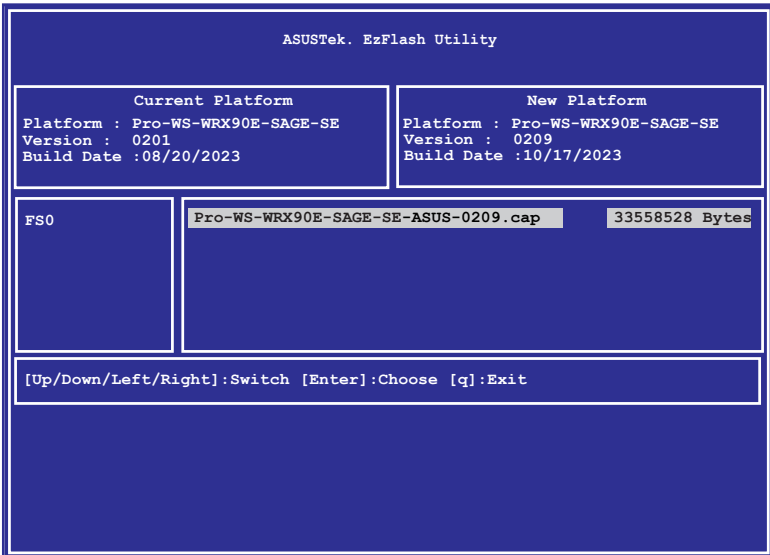 ASUSTek. EzFlash Utility
Current Platform
Platform : Pro-WS-WRX90E-SAGE-SE
Version : 0201
Build Date :08/20/2023
New Platform
Platform : Pro-WS-WRX90E-SAGE-SE
Version : 0209
Build Date :10/17/2023
FS0
Pro-WS-WRX90E-SAGE-SE-ASUS-0209.cap 33558528 Bytes
[Up/Down/Left/Right]:Switch [Enter]:Choose [q]:Exit